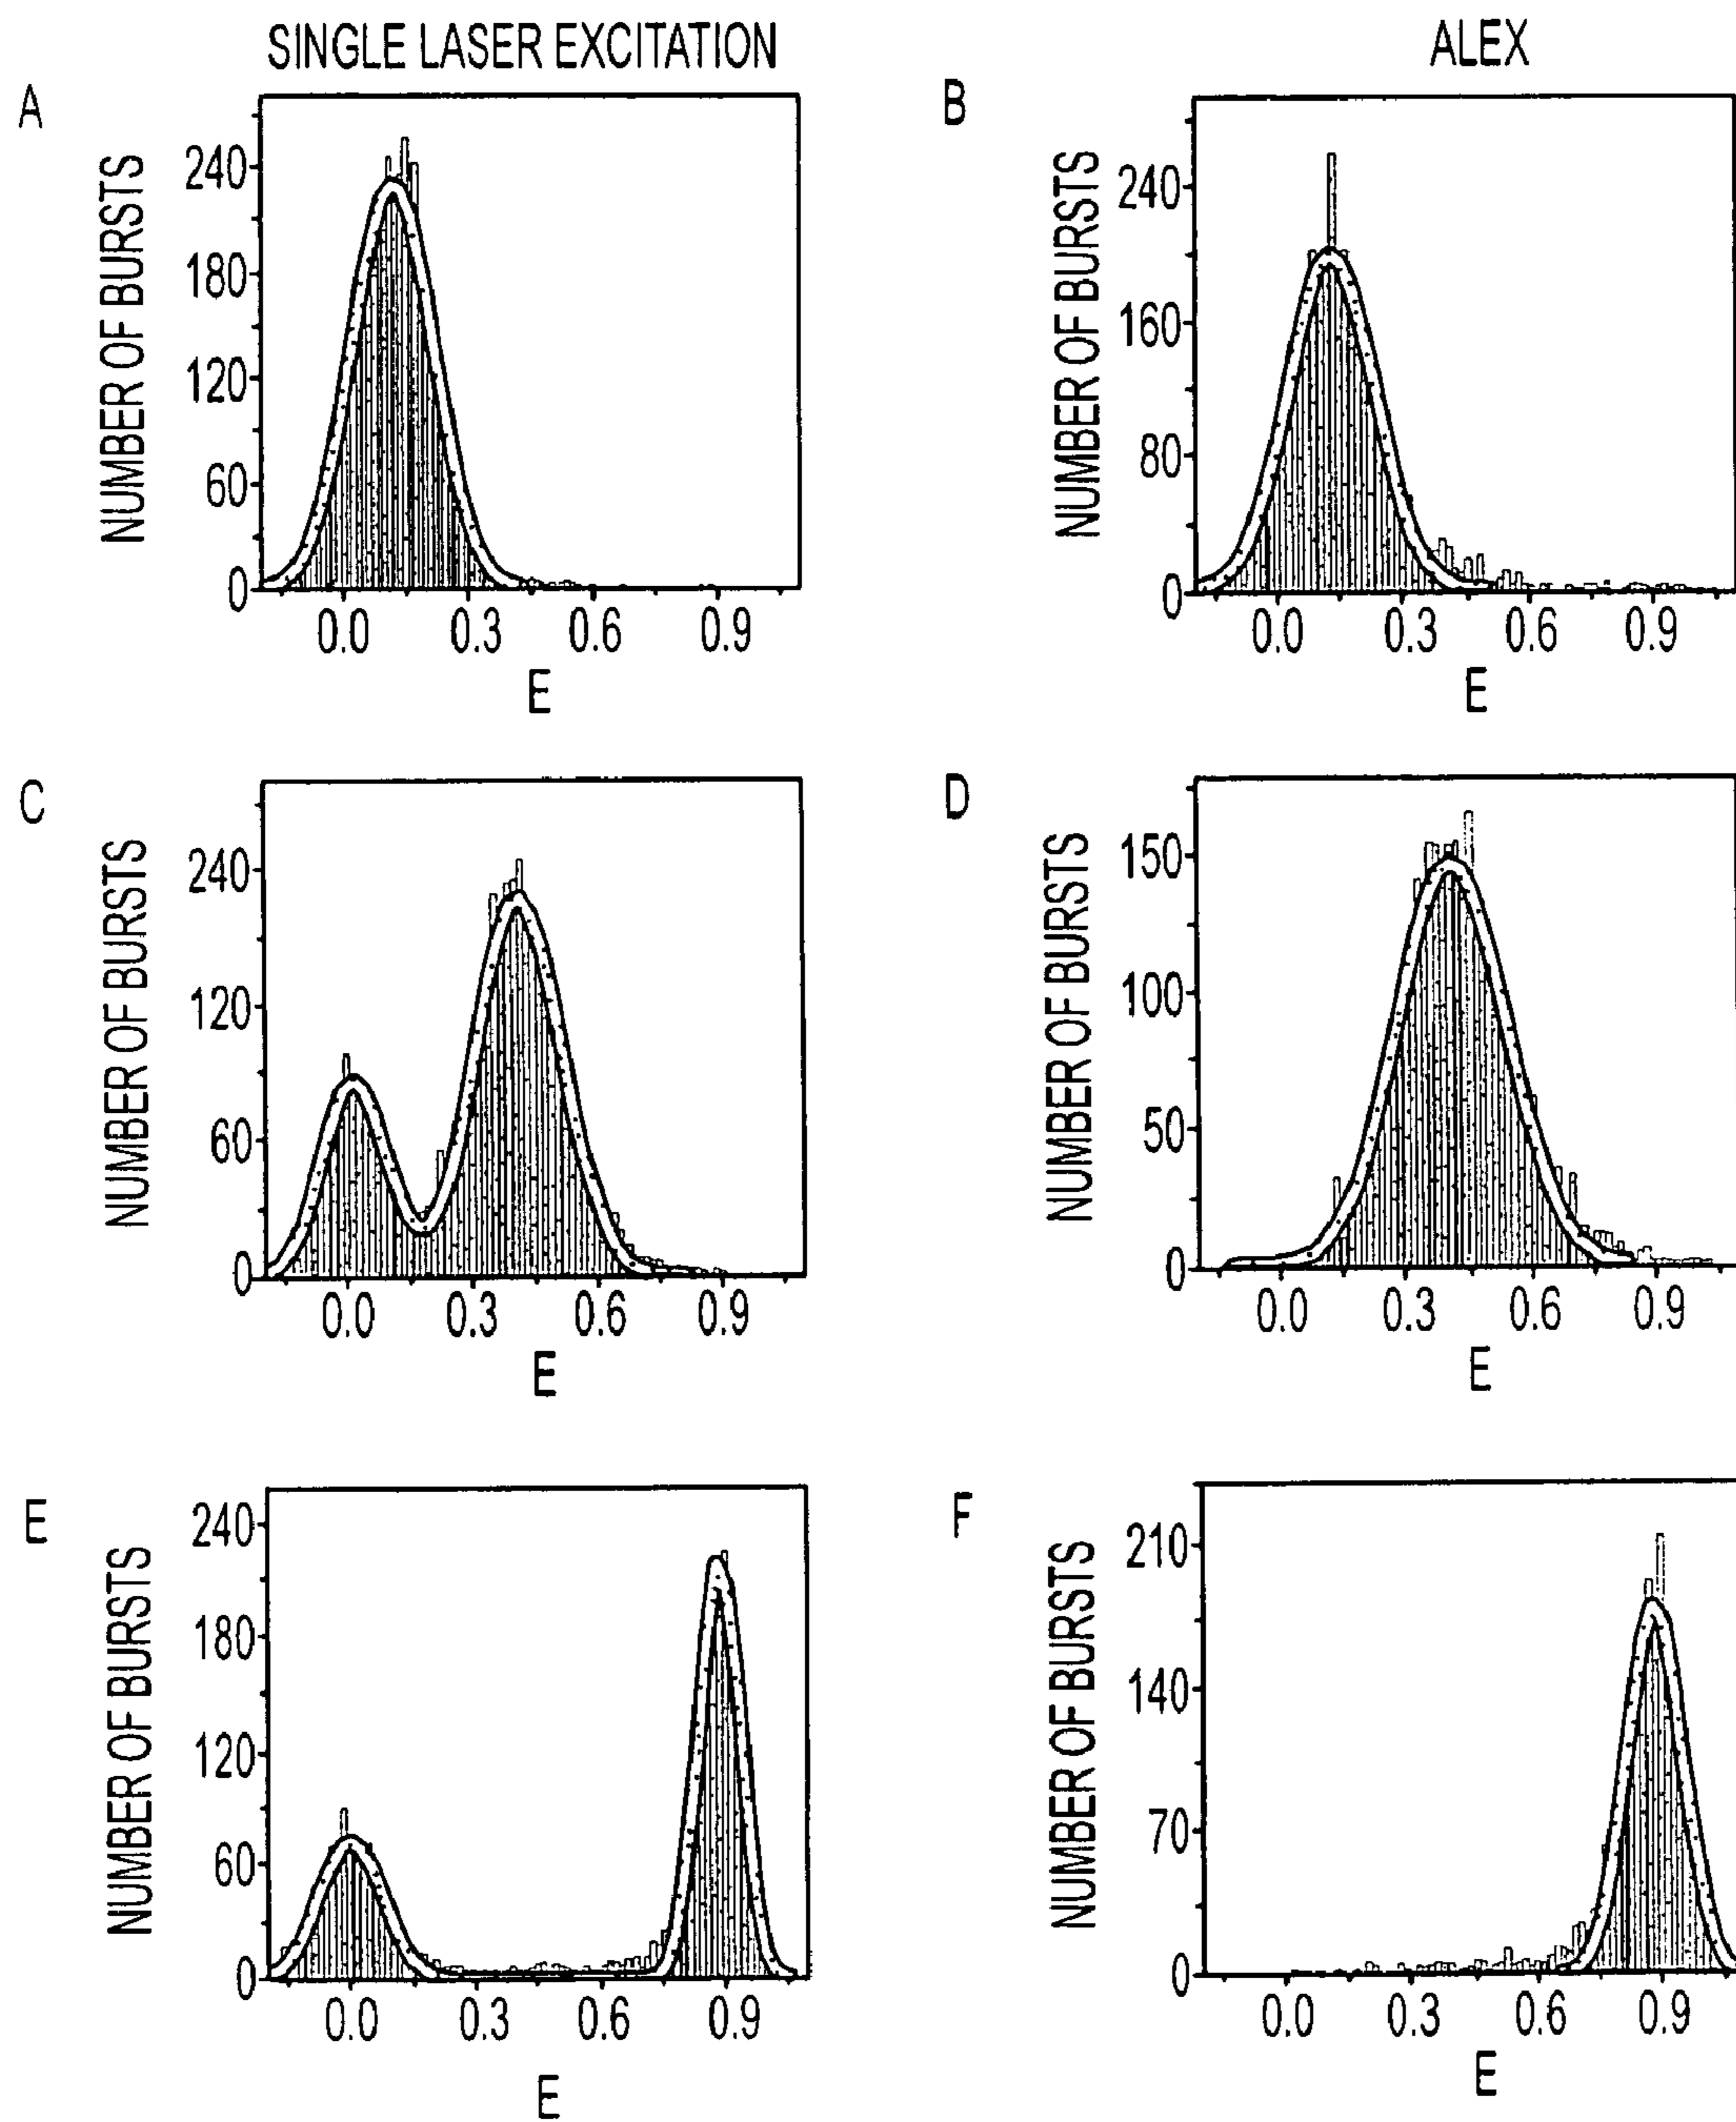 SINGLE LASER EXCITATION
ALEX
A
NUMBER OF BURSTS
240
180
120
60
0
0.0 0.3 0.6 0.9
E
B
NUMBER OF BURSTS
240
160
80
0
0.0 0.3 0.6 0.9
E
C
NUMBER OF BURSTS
240
120
60
0
0.0 0.3 0.6 0.9
E
D
NUMBER OF BURSTS
150
100
50
0
0.0 0.3 0.6 0.9
E
E
NUMBER OF BURSTS
240
180
120
60
0
0.0 0.3 0.6 0.9
E
F
NUMBER OF BURSTS
210
140
70
0
0.0 0.3 0.6 0.9
E